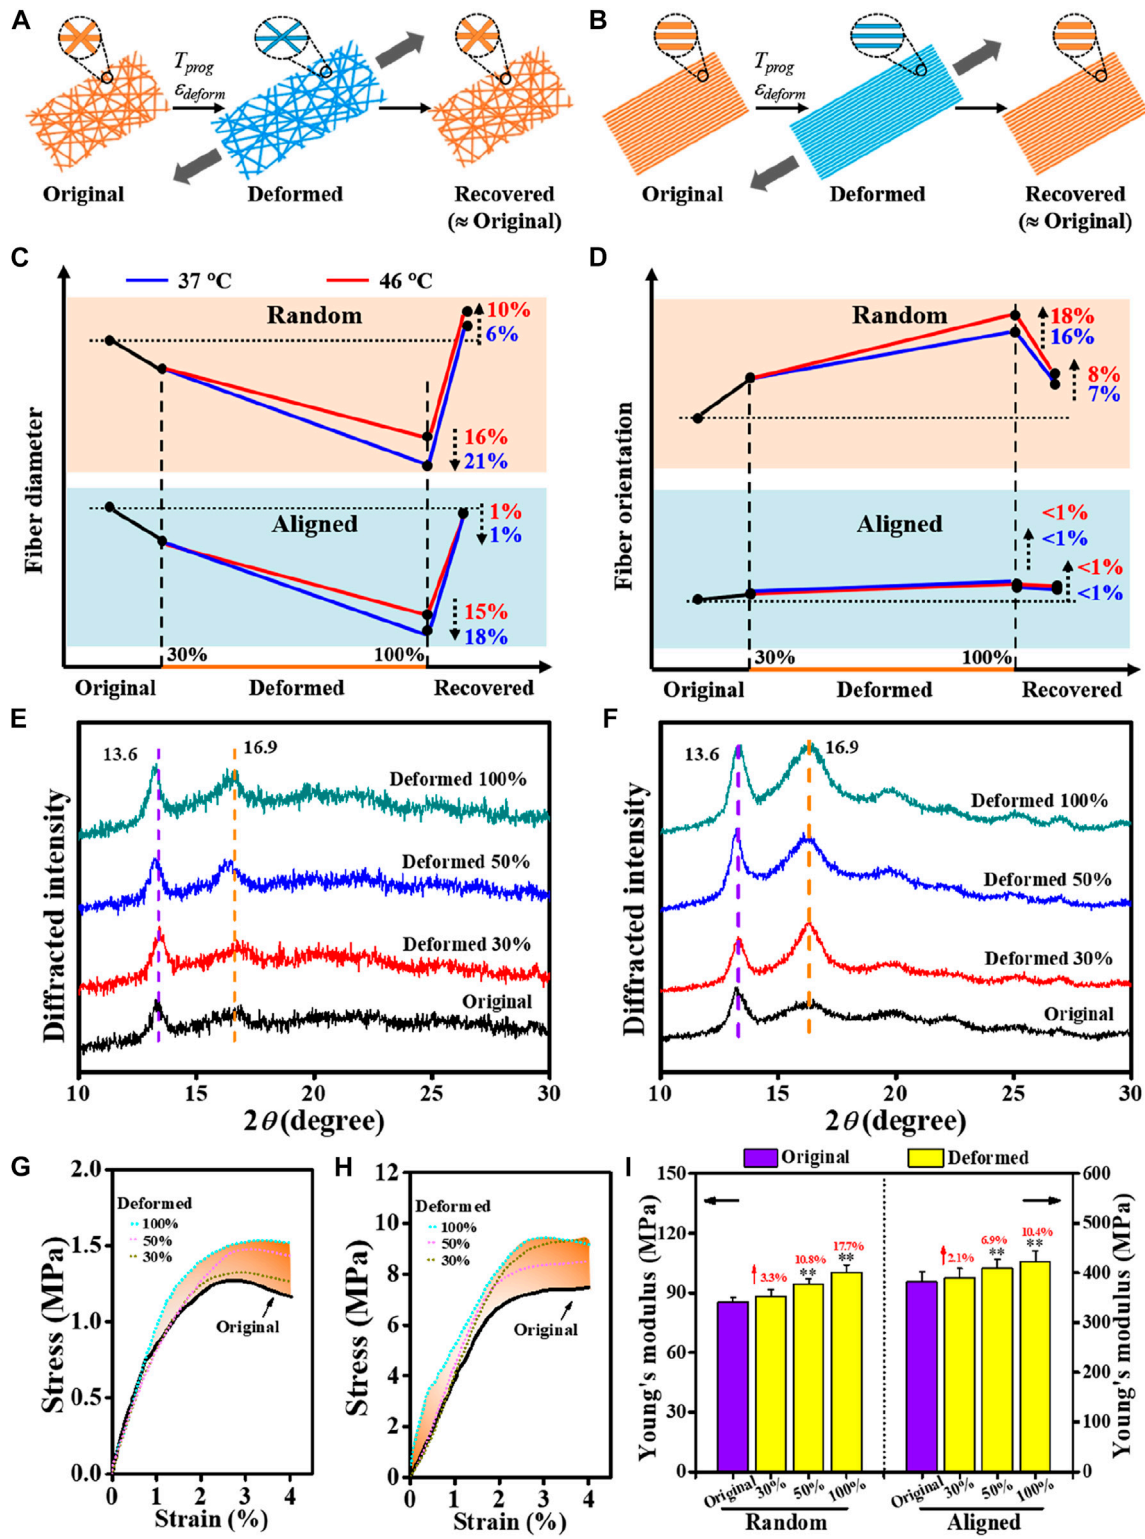 A
T_prog
ε_deform
Original
Deformed
Recovered
(≈ Original)
B
T_prog
ε_deform
Original
Deformed
Recovered
(≈ Original)
C
37 °C
46 °C
Random
10%
6%
16%
21%
Aligned
1%
1%
15%
18%
30%
100%
Fiber diameter
Original
Deformed
Recovered
D
Random
18%
16%
8%
7%
Aligned
<1%
<1%
<1%
<1%
30%
100%
Fiber orientation
Original
Deformed
Recovered
E
13.6
16.9
Deformed 100%
Deformed 50%
Deformed 30%
Original
Diffracted intensity
10
15
20
25
30
2θ (degree)
F
13.6
16.9
Deformed 100%
Deformed 50%
Deformed 30%
Original
Diffracted intensity
10
15
20
25
30
2θ (degree)
G
2.0
1.5
1.0
0.5
0.0
Stress (MPa)
Deformed
100%
50%
30%
Original
0
1
2
3
4
Strain (%)
H
12
10
8
6
4
2
0
Stress (MPa)
Deformed
100%
50%
30%
Original
0
1
2
3
4
Strain (%)
I
Original
Deformed
150
120
90
60
30
0
Young's modulus (MPa)
3.3%
10.8%
**
17.7%
**
2.1%
6.9%
**
10.4%
**
600
500
400
300
200
100
0
Young's modulus (MPa)
Original
30%
50%
100%
Original
30%
50%
100%
Random
Aligned